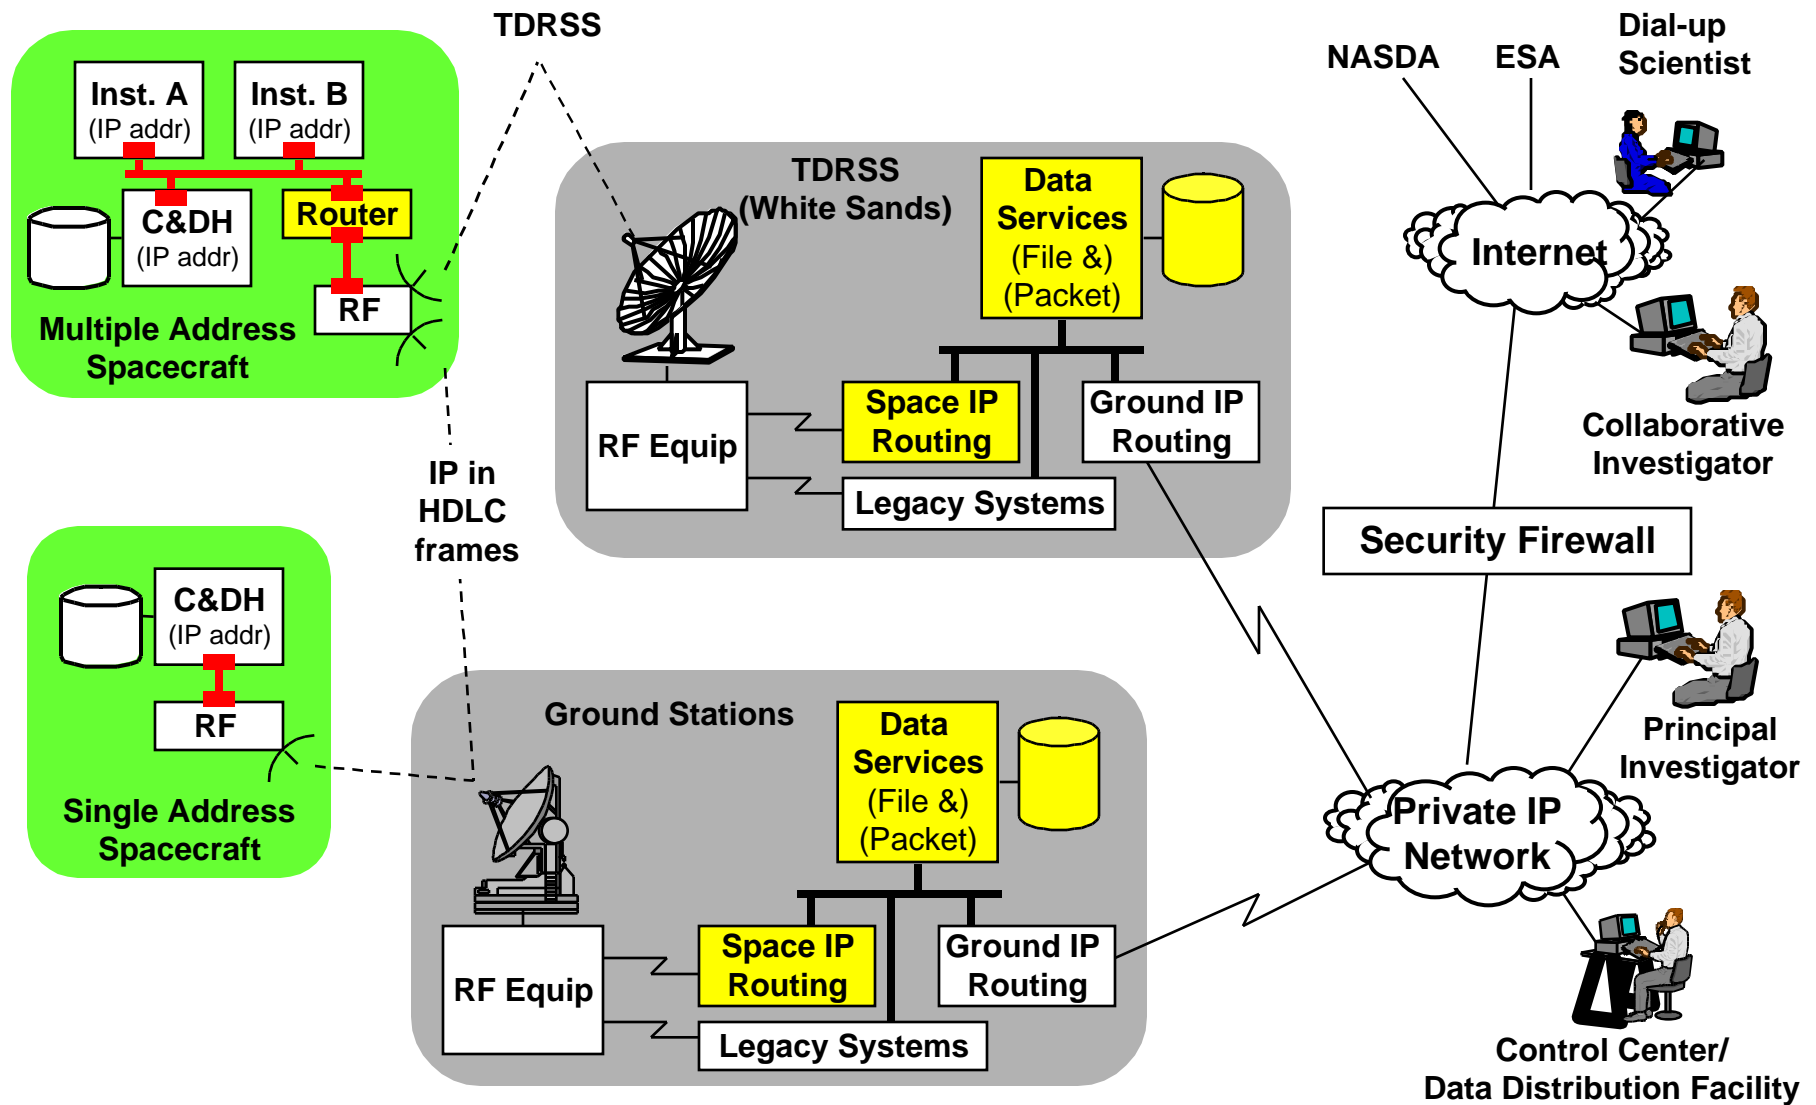 TDRSS
NASDA
ESA
Dial-up
Scientist
Inst. A
(IP addr)
Inst. B
(IP addr)
C&DH
(IP addr)
Router
RF
Multiple Address
Spacecraft
TDRSS
(White Sands)
Data
Services
(File &)
(Packet)
RF Equip
Space IP
Routing
Ground IP
Routing
Legacy Systems
Internet
Collaborative
Investigator
IP in
HDLC
frames
Security Firewall
C&DH
(IP addr)
RF
Single Address
Spacecraft
Ground Stations
Data
Services
(File &)
(Packet)
RF Equip
Space IP
Routing
Ground IP
Routing
Legacy Systems
Principal
Investigator
Private IP
Network
Control Center/
Data Distribution Facility